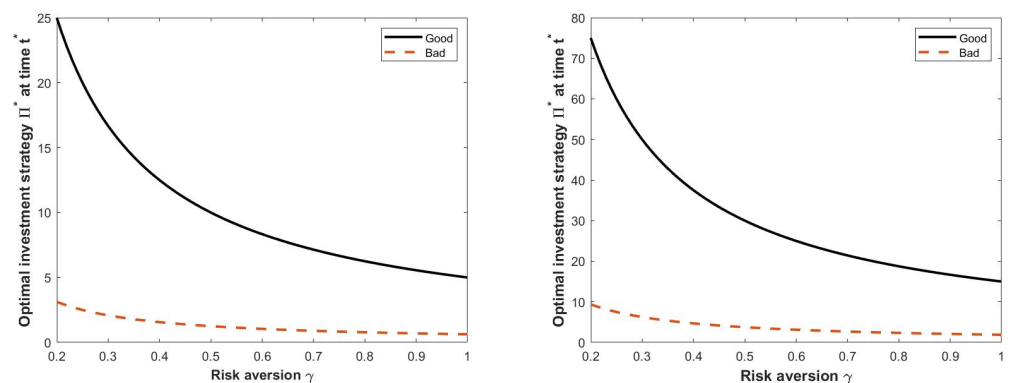 Optimal investment strategy Π* at time t*
25
20
15
10
5
0
0.2 0.3 0.4 0.5 0.6 0.7 0.8 0.9 1
Risk aversion γ
Good
Bad
Optimal investment strategy Π* at time t*
80
70
60
50
40
30
20
10
0
0.2 0.3 0.4 0.5 0.6 0.7 0.8 0.9 1
Risk aversion γ
Good
Bad